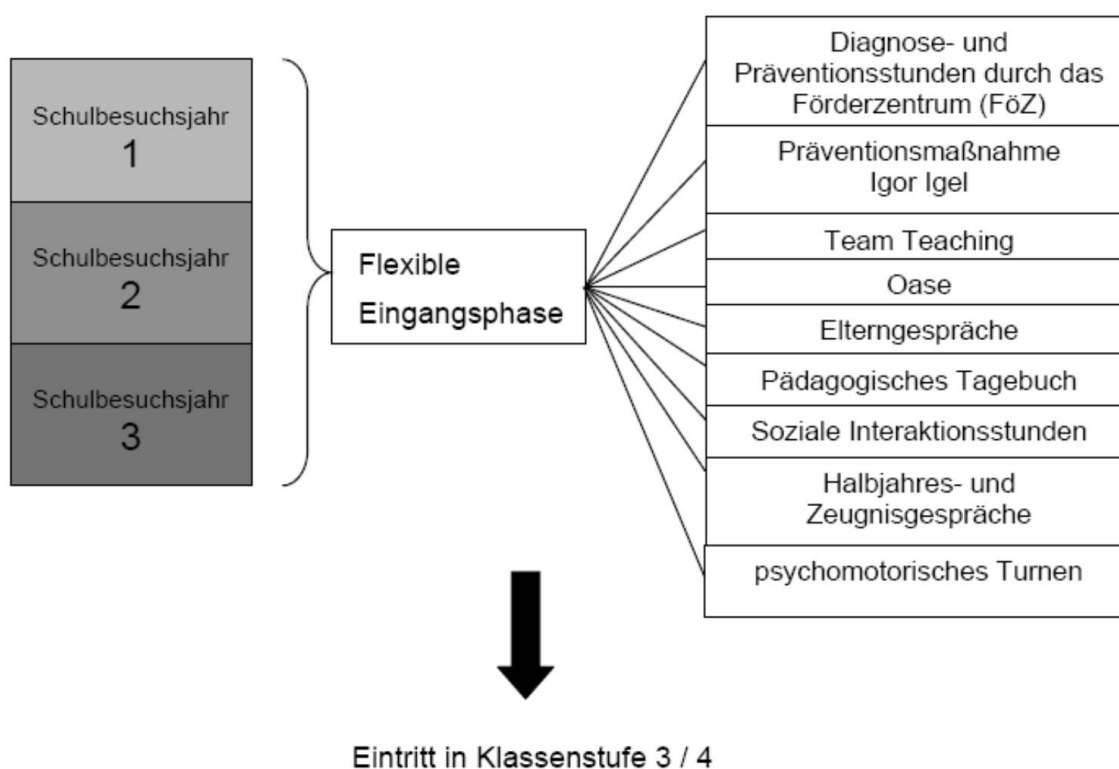 Schulbesuchsjahr
1
Schulbesuchsjahr
2
Schulbesuchsjahr
3
Flexible
Eingangsphase
Diagnose- und
Präventionsstunden durch das
Förderzentrum (FöZ)
Präventionsmaßnahme
Igor Igel
Team Teaching
Oase
Elterngespräche
Pädagogisches Tagebuch
Soziale Interaktionsstunden
Halbjahres- und
Zeugnisgespräche
psychomotorisches Turnen
Eintritt in Klassenstufe 3 / 4